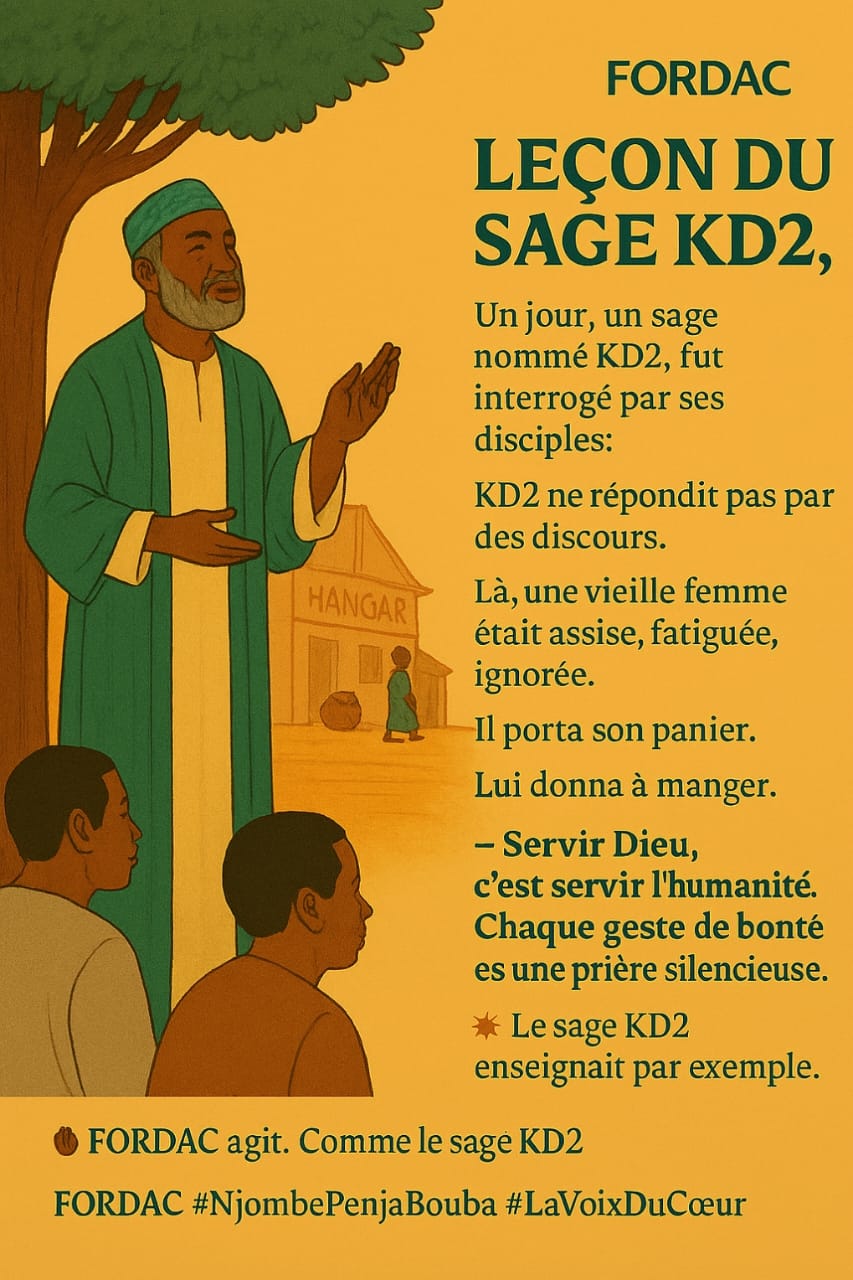 FORDAC
LEÇON DU
SAGE KD2,
Un jour, un sage
nommé KD2, fut
interrogé par ses
disciples:
KD2 ne répondit pas par
des discours.
Là, une vieille femme
était assise, fatiguée,
ignorée.
Il porta son panier.
Lui donna à manger.
– Servir Dieu,
c'est servir l'humanité.
Chaque geste de bonté
es une prière silencieuse.
Le sage KD2
enseignait par exemple.
HANGAR
FORDAC agit. Comme le sage KD2
FORDAC #NjombePenjaBouba #LaVoixDuCœur